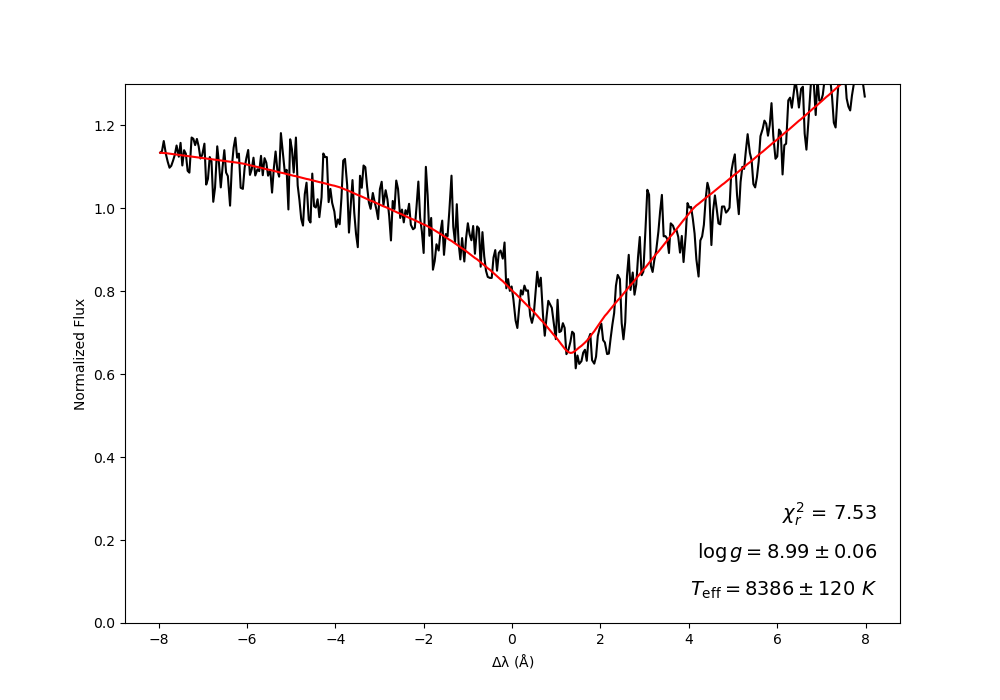 1.2
1.0
0.8
0.6
0.4
0.2
0.0
Normalized Flux
χ²ᵣ = 7.53
log g = 8.99 ± 0.06
T_eff = 8386 ± 120 K
−8 −6 −4 −2 0 2 4 6 8
Δλ (Å)